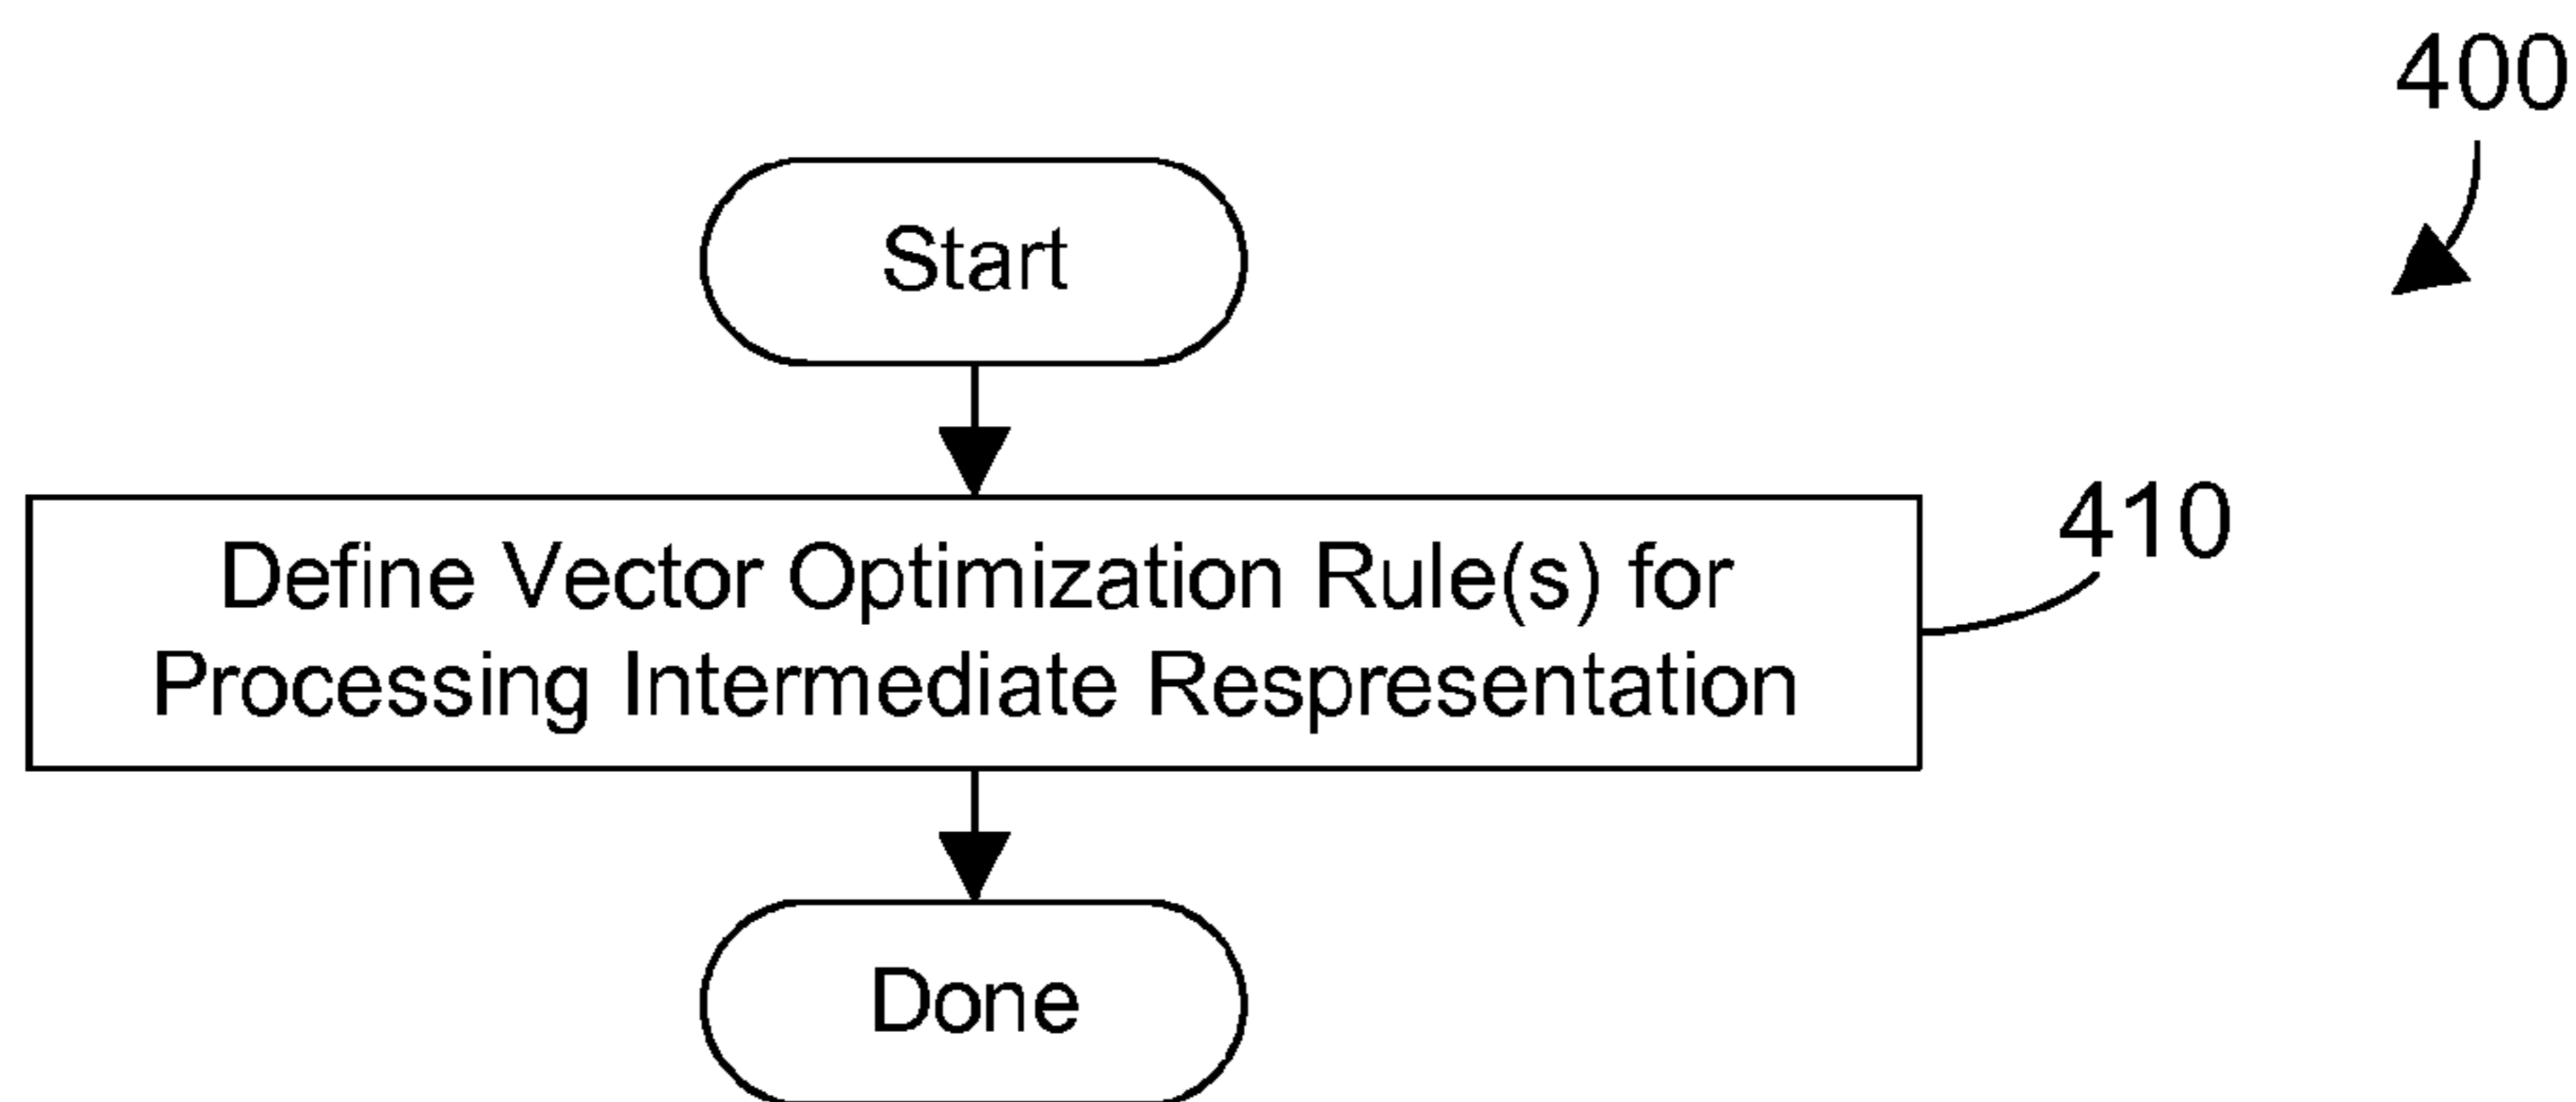 400
Start
410
Define Vector Optimization Rule(s) for
Processing Intermediate Respresentation
Done